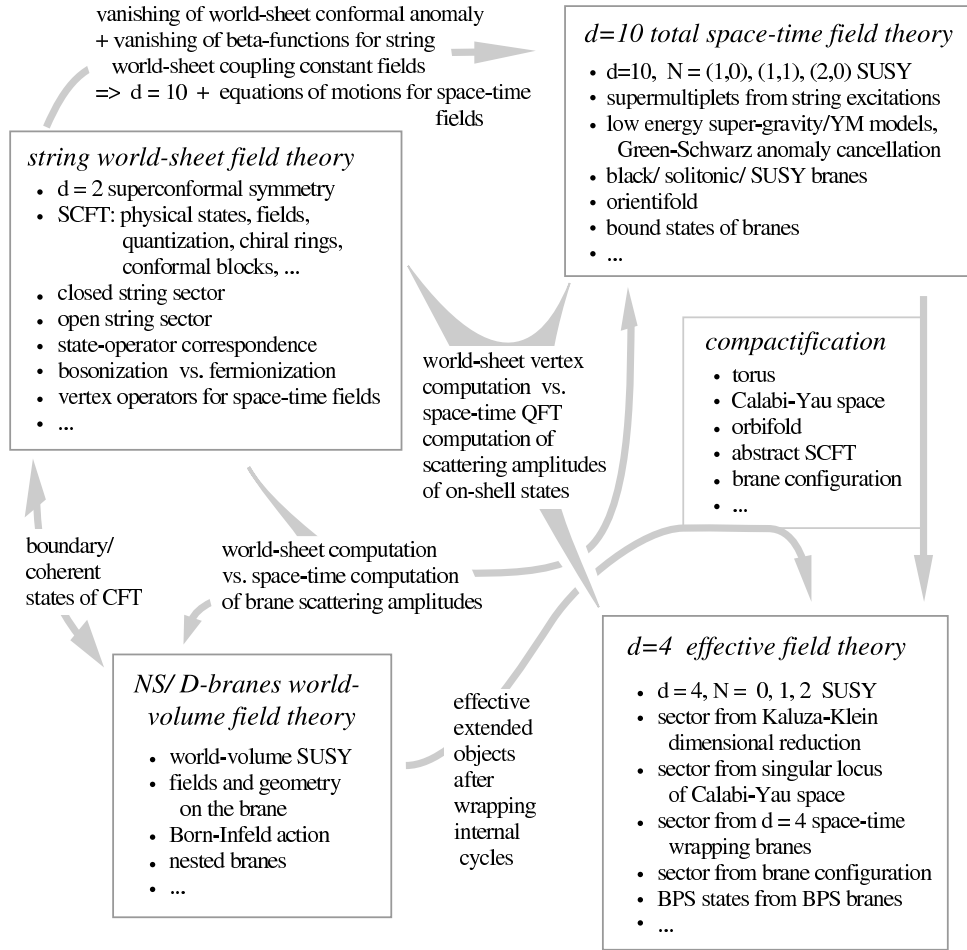 vanishing of world-sheet conformal anomaly
+ vanishing of beta-functions for string
world-sheet coupling constant fields
=> d = 10 + equations of motions for space-time
fields
d=10 total space-time field theory
• d=10, N = (1,0), (1,1), (2,0) SUSY
• supermultiplets from string excitations
• low energy super-gravity/YM models,
Green-Schwarz anomaly cancellation
• black/ solitonic/ SUSY branes
• orientifold
• bound states of branes
• ...
string world-sheet field theory
• d = 2 superconformal symmetry
• SCFT: physical states, fields,
quantization, chiral rings,
conformal blocks, ...
• closed string sector
• open string sector
• state-operator correspondence
• bosonization vs. fermionization
• vertex operators for space-time fields
• ...
world-sheet vertex
computation vs.
space-time QFT
computation of
scattering amplitudes
of on-shell states
compactification
• torus
• Calabi-Yau space
• orbifold
• abstract SCFT
• brane configuration
• ...
boundary/
coherent
states of CFT
world-sheet computation
vs. space-time computation
of brane scattering amplitudes
NS/ D-branes world-
volume field theory
• world-volume SUSY
• fields and geometry
on the brane
• Born-Infeld action
• nested branes
• ...
effective
extended
objects
after
wrapping
internal
cycles
d=4 effective field theory
• d = 4, N = 0, 1, 2 SUSY
• sector from Kaluza-Klein
dimensional reduction
• sector from singular locus
of Calabi-Yau space
• sector from d = 4 space-time
wrapping branes
• sector from brane configuration
• BPS states from BPS branes
• ...